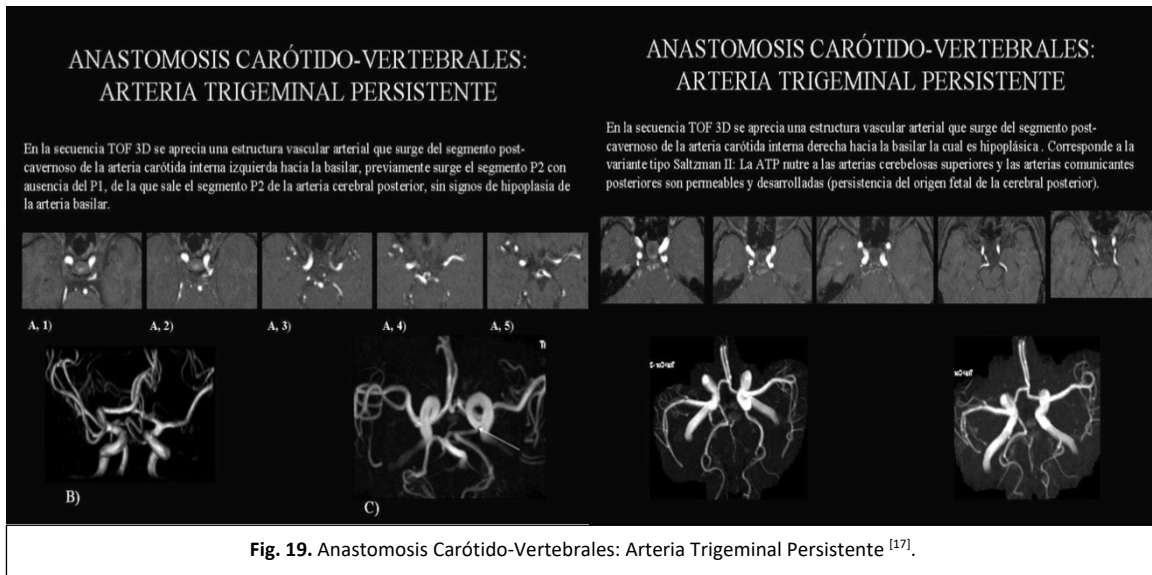 ANASTOMOSIS CARÓTIDO-VERTEBRALES:
ARTERIA TRIGEMINAL PERSISTENTE
En la secuencia TOF 3D se aprecia una estructura vascular arterial que surge del segmento post-
cavernoso de la arteria carótida interna izquierda hacia la basilar, previamente surge el segmento P2 con
ausencia del P1, de la que sale el segmento P2 de la arteria cerebral posterior, sin signos de hipoplasia de
la arteria basilar.
A, 1)
A, 2)
A, 3)
A, 4)
A, 5)
B)
C)
ANASTOMOSIS CARÓTIDO-VERTEBRALES:
ARTERIA TRIGEMINAL PERSISTENTE
En la secuencia TOF 3D se aprecia una estructura vascular arterial que surge del segmento post-
cavernoso de la arteria carótida interna derecha hacia la basilar la cual es hipoplásica . Corresponde a la
variante tipo Saltzman II: La ATP nutre a las arterias cerebelosas superiores y las arterias comunicantes
posteriores son permeables y desarrolladas (persistencia del origen fetal de la cerebral posterior).
Fig. 19. Anastomosis Carótido-Vertebrales: Arteria Trigeminal Persistente [17].